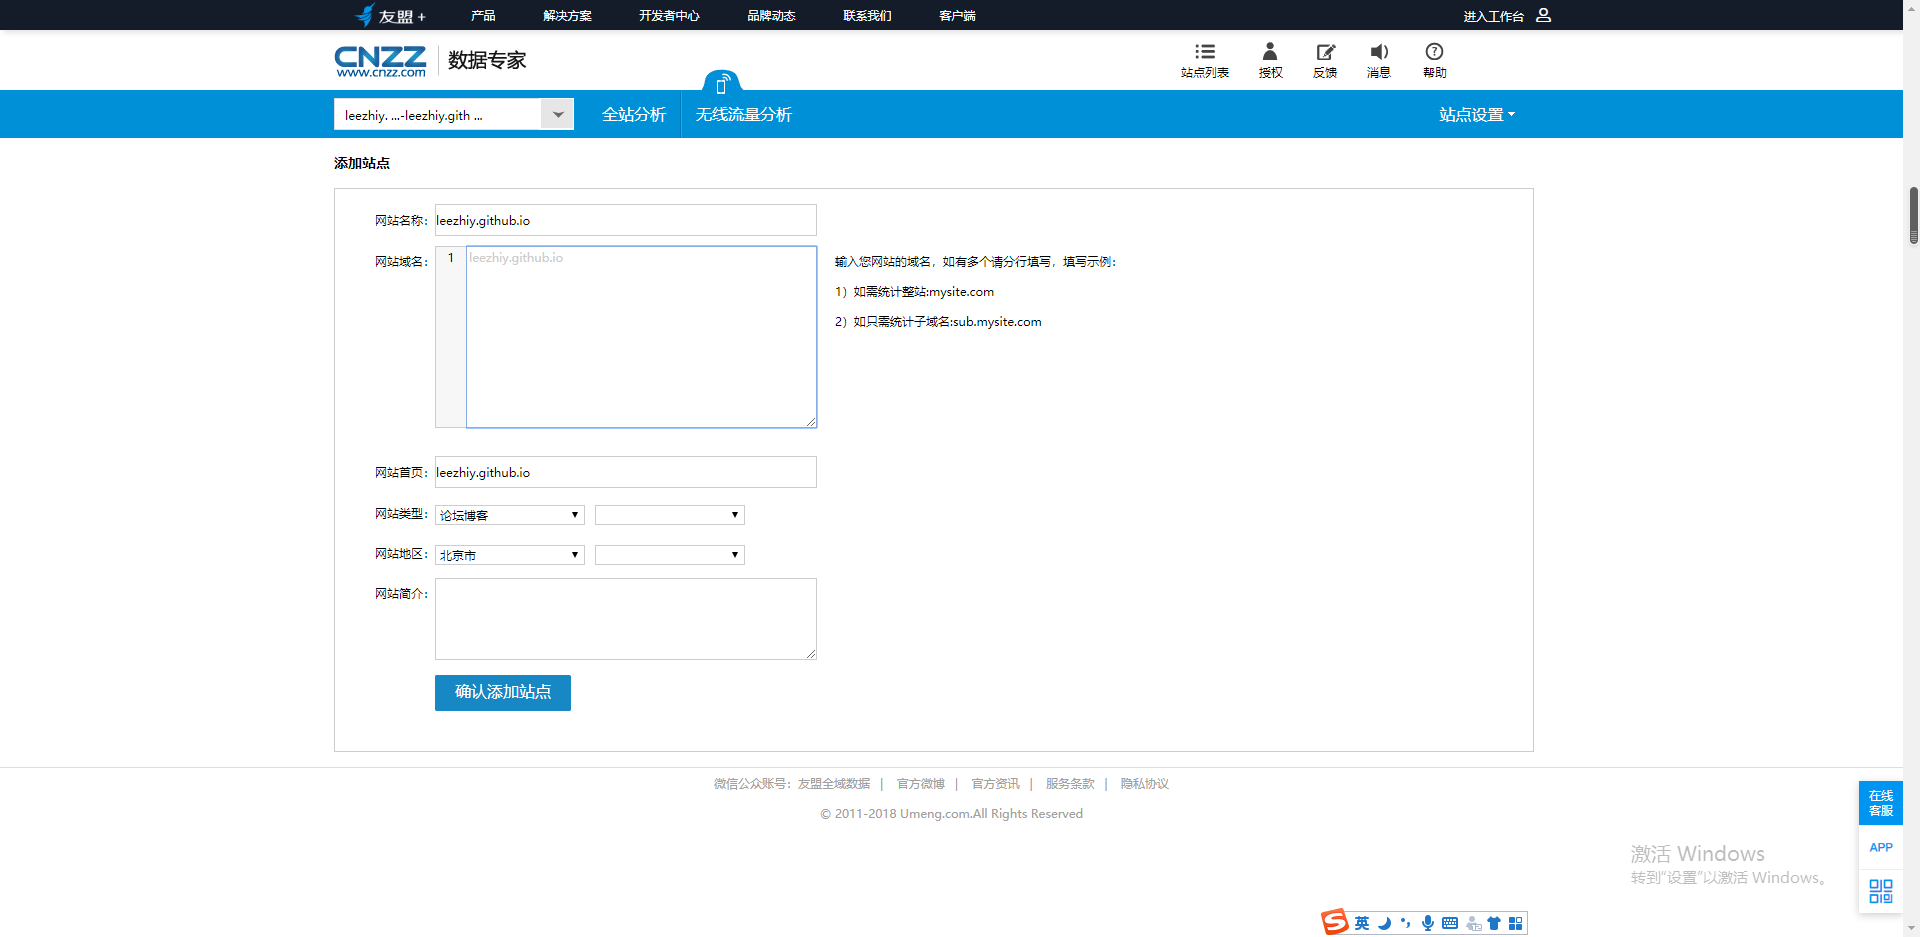 友盟+ 产品 解决方案 开发者中心 品牌动态 联系我们 客户端 进入工作台
CNZZ
www.cnzz.com
数据专家
站点列表 授权 反馈 消息 帮助
leezhiy. ...-leezhiy.gith ... 全站分析 无线流量分析 站点设置
添加站点
网站名称： leezhiy.github.io
网站域名： 1 leezhiy.github.io
输入您网站的域名，如有多个请分行填写，填写示例：
1）如需统计整站:mysite.com
2）如只需统计子域名:sub.mysite.com
网站首页： leezhiy.github.io
网站类型： 论坛博客
网站地区： 北京市
网站简介：
确认添加站点
微信公众账号：友盟全域数据 | 官方微博 | 官方资讯 | 服务条款 | 隐私协议
© 2011-2018 Umeng.com.All Rights Reserved
在线
客服
APP
激活 Windows
转到“设置”以激活 Windows。
S 英